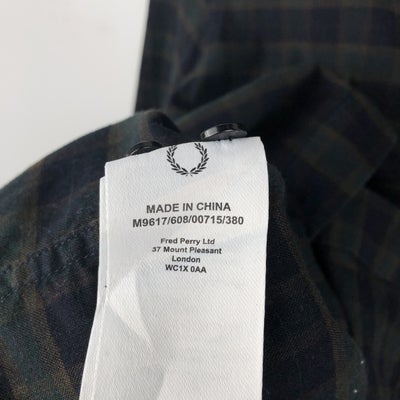 MADE IN CHINA
M9617/608/00715/380
Fred Perry Ltd
37 Mount Pleasant
London
WC1X 0AA